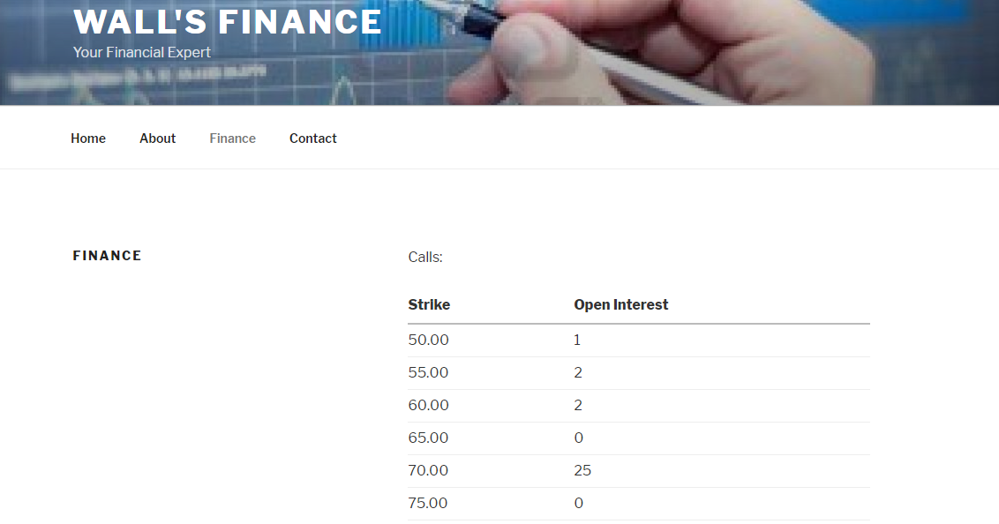 WALL'S FINANCE
Your Financial Expert
Home About Finance Contact
FINANCE
Calls:
Strike Open Interest
50.00 1
55.00 2
60.00 2
65.00 0
70.00 25
75.00 0